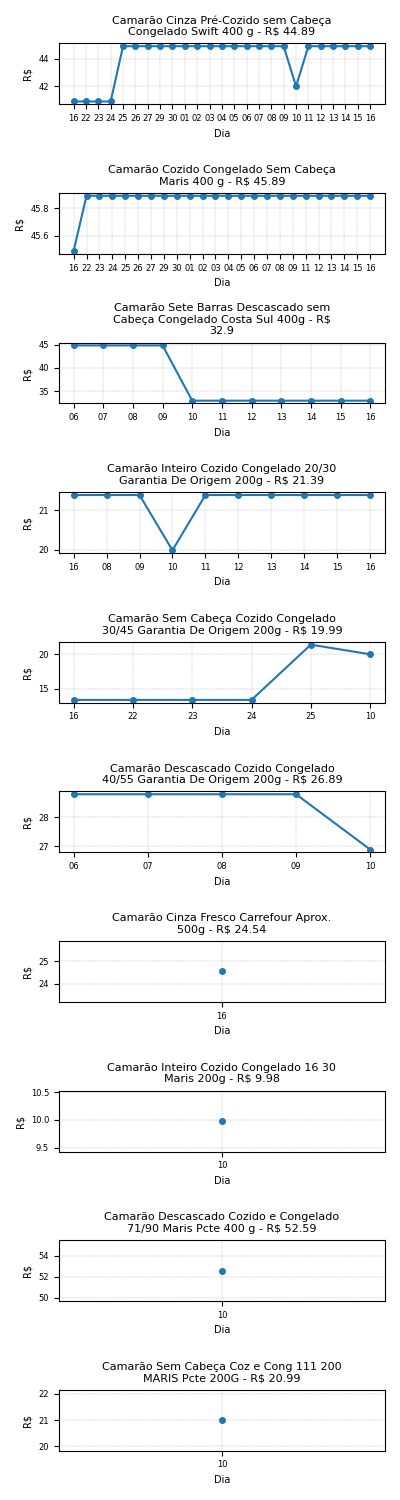 Camarão Cinza Pré-Cozido sem Cabeça
Congelado Swift 400 g - R$ 44.89
44
42
R$
16 22 23 24 25 26 27 29 30 01 02 03 04 05 06 07 08 09 10 11 12 13 14 15 16
Dia
Camarão Cozido Congelado Sem Cabeça
Maris 400 g - R$ 45.89
45.8
45.6
R$
16 22 23 24 25 26 27 29 30 01 02 03 05 06 07 08 09 11 12 13 14 15 16
Dia
Camarão Sete Barras Descascado sem
Cabeça Congelado Costa Sul 400g - R$
32.9
45
40
35
R$
06 07 08 09 10 11 12 13 14 15 16
Dia
Camarão Inteiro Cozido Congelado 20/30
Garantia De Origem 200g - R$ 21.39
21
20
R$
16 08 09 10 11 12 13 14 15 16
Dia
Camarão Sem Cabeça Cozido Congelado
30/45 Garantia De Origem 200g - R$ 19.99
20
15
R$
16 22 23 24 25 10
Dia
Camarão Descascado Cozido Congelado
40/55 Garantia De Origem 200g - R$ 26.89
28
27
R$
06 07 08 09 10
Dia
Camarão Cinza Fresco Carrefour Aprox.
500g - R$ 24.54
25
24
R$
16
Dia
Camarão Inteiro Cozido Congelado 16 30
Maris 200g - R$ 9.98
10.5
10.0
9.5
R$
10
Dia
Camarão Descascado Cozido e Congelado
71/90 Maris Pcte 400 g - R$ 52.59
54
52
50
R$
10
Dia
Camarão Sem Cabeça Coz e Cong 111 200
MARIS Pcte 200G - R$ 20.99
22
21
20
R$
10
Dia